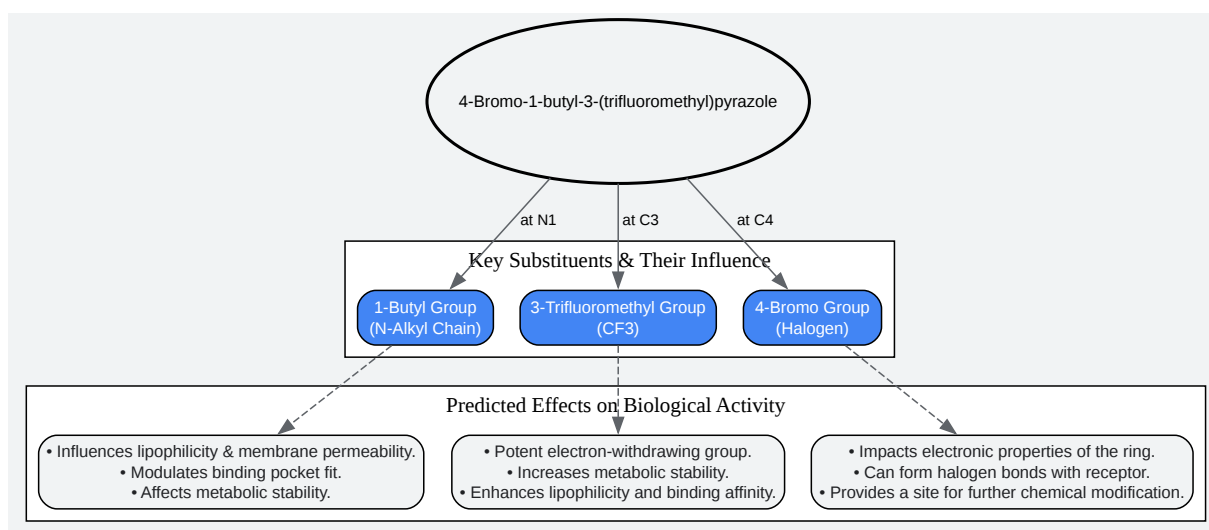 4-Bromo-1-butyl-3-(trifluoromethyl)pyrazole
at N1
at C3
at C4
Key Substituents & Their Influence
1-Butyl Group
(N-Alkyl Chain)
3-Trifluoromethyl Group
(CF3)
4-Bromo Group
(Halogen)
Predicted Effects on Biological Activity
• Influences lipophilicity & membrane permeability.
• Modulates binding pocket fit.
• Affects metabolic stability.
• Potent electron-withdrawing group.
• Increases metabolic stability.
• Enhances lipophilicity and binding affinity.
• Impacts electronic properties of the ring.
• Can form halogen bonds with receptor.
• Provides a site for further chemical modification.